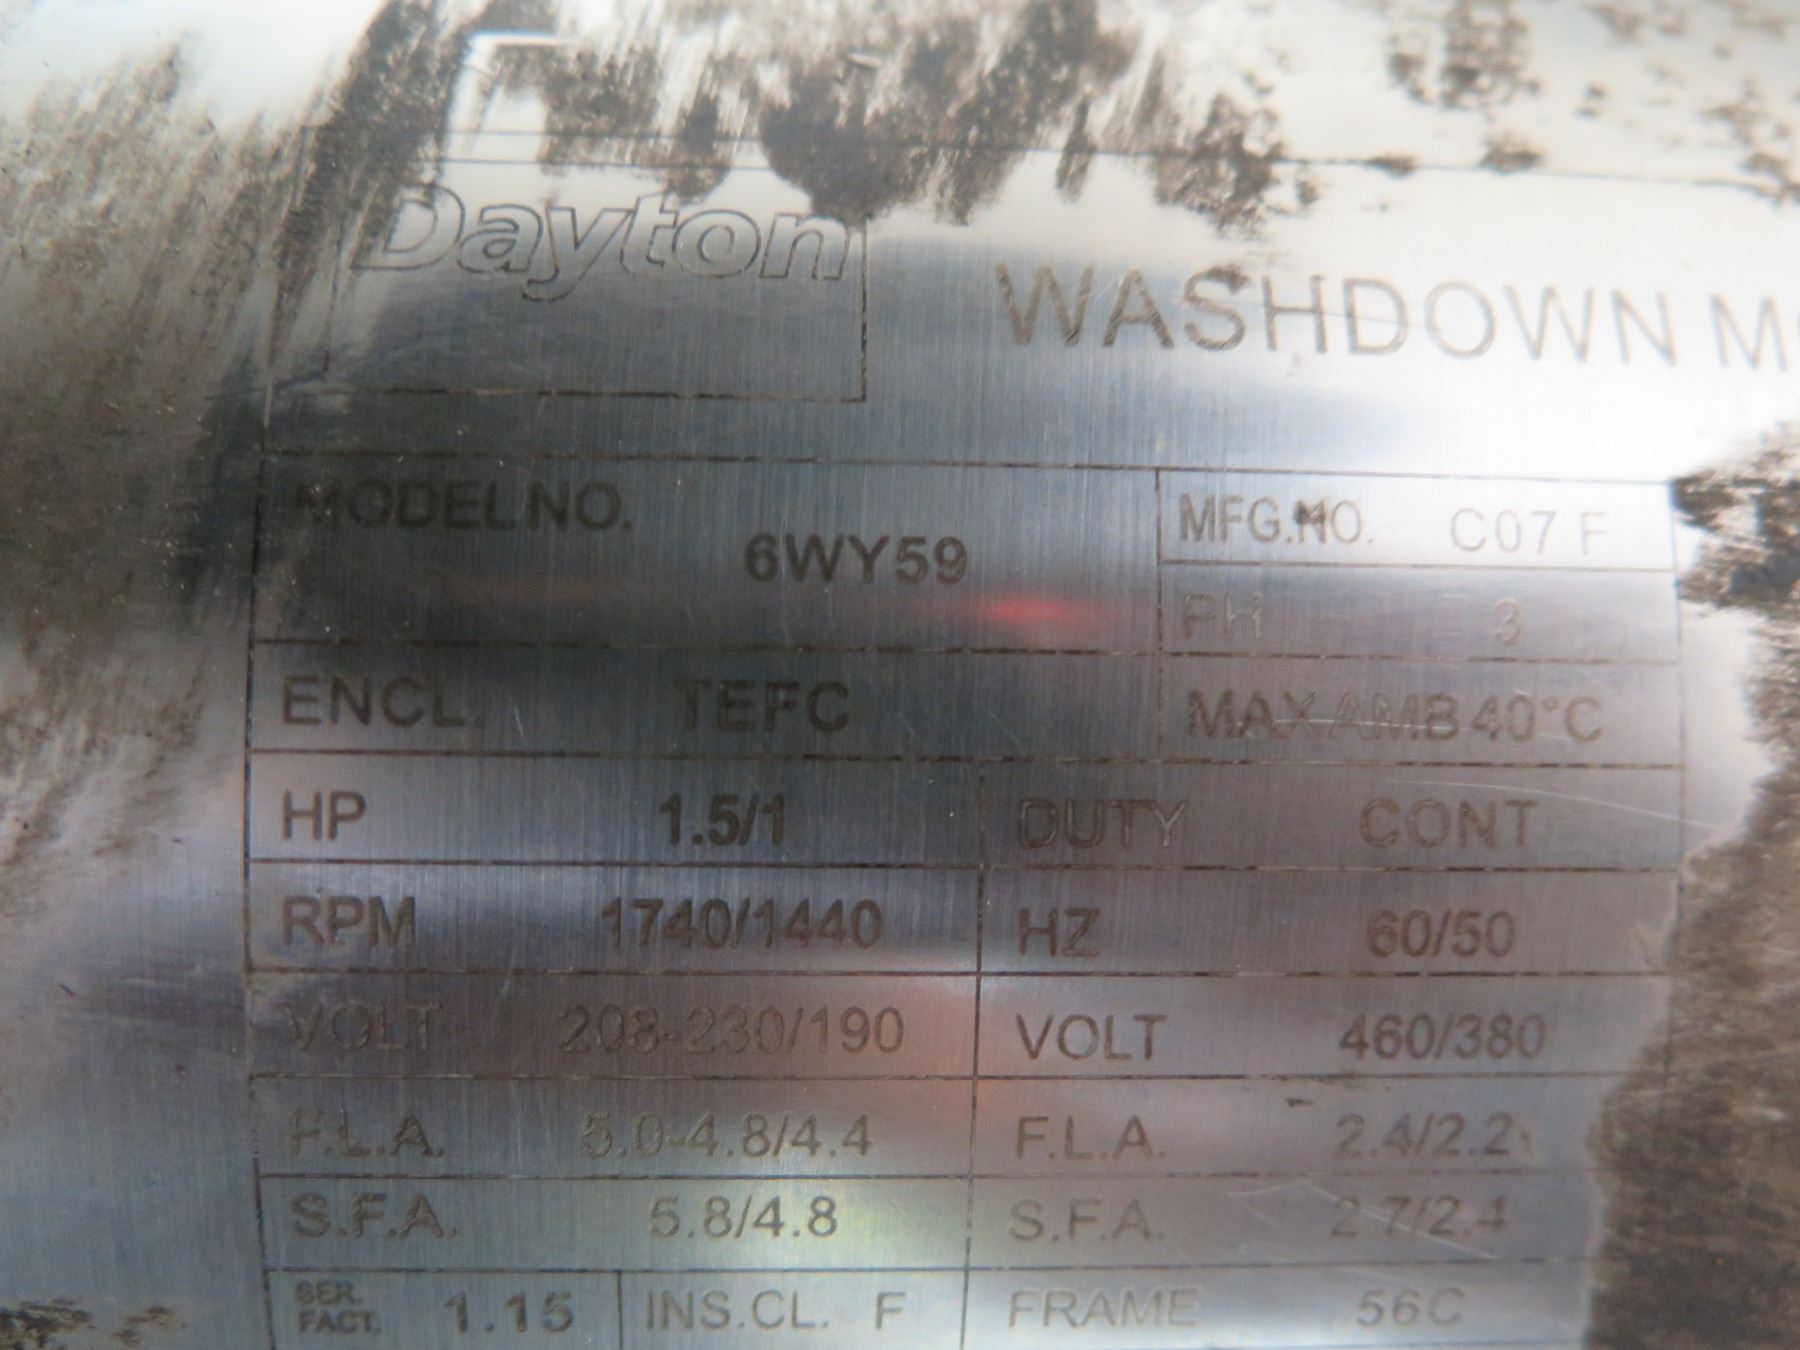 Dayton
WASHDOWN
MODEL NO. 6WY59
MFG.NO. C07 F
PH 3
ENCL. TEFC
MAX AMB 40°C
HP 1.5/1
DUTY CONT
RPM 1740/1440
HZ 60/50
VOLT 208-230/190
VOLT 460/380
F.L.A. 5.0-4.8/4.4
F.L.A. 2.4/2.2
S.F.A. 5.8/4.8
S.F.A. 2.7/2.4
SER. FACT. 1.15
INS.CL. F
FRAME 56C